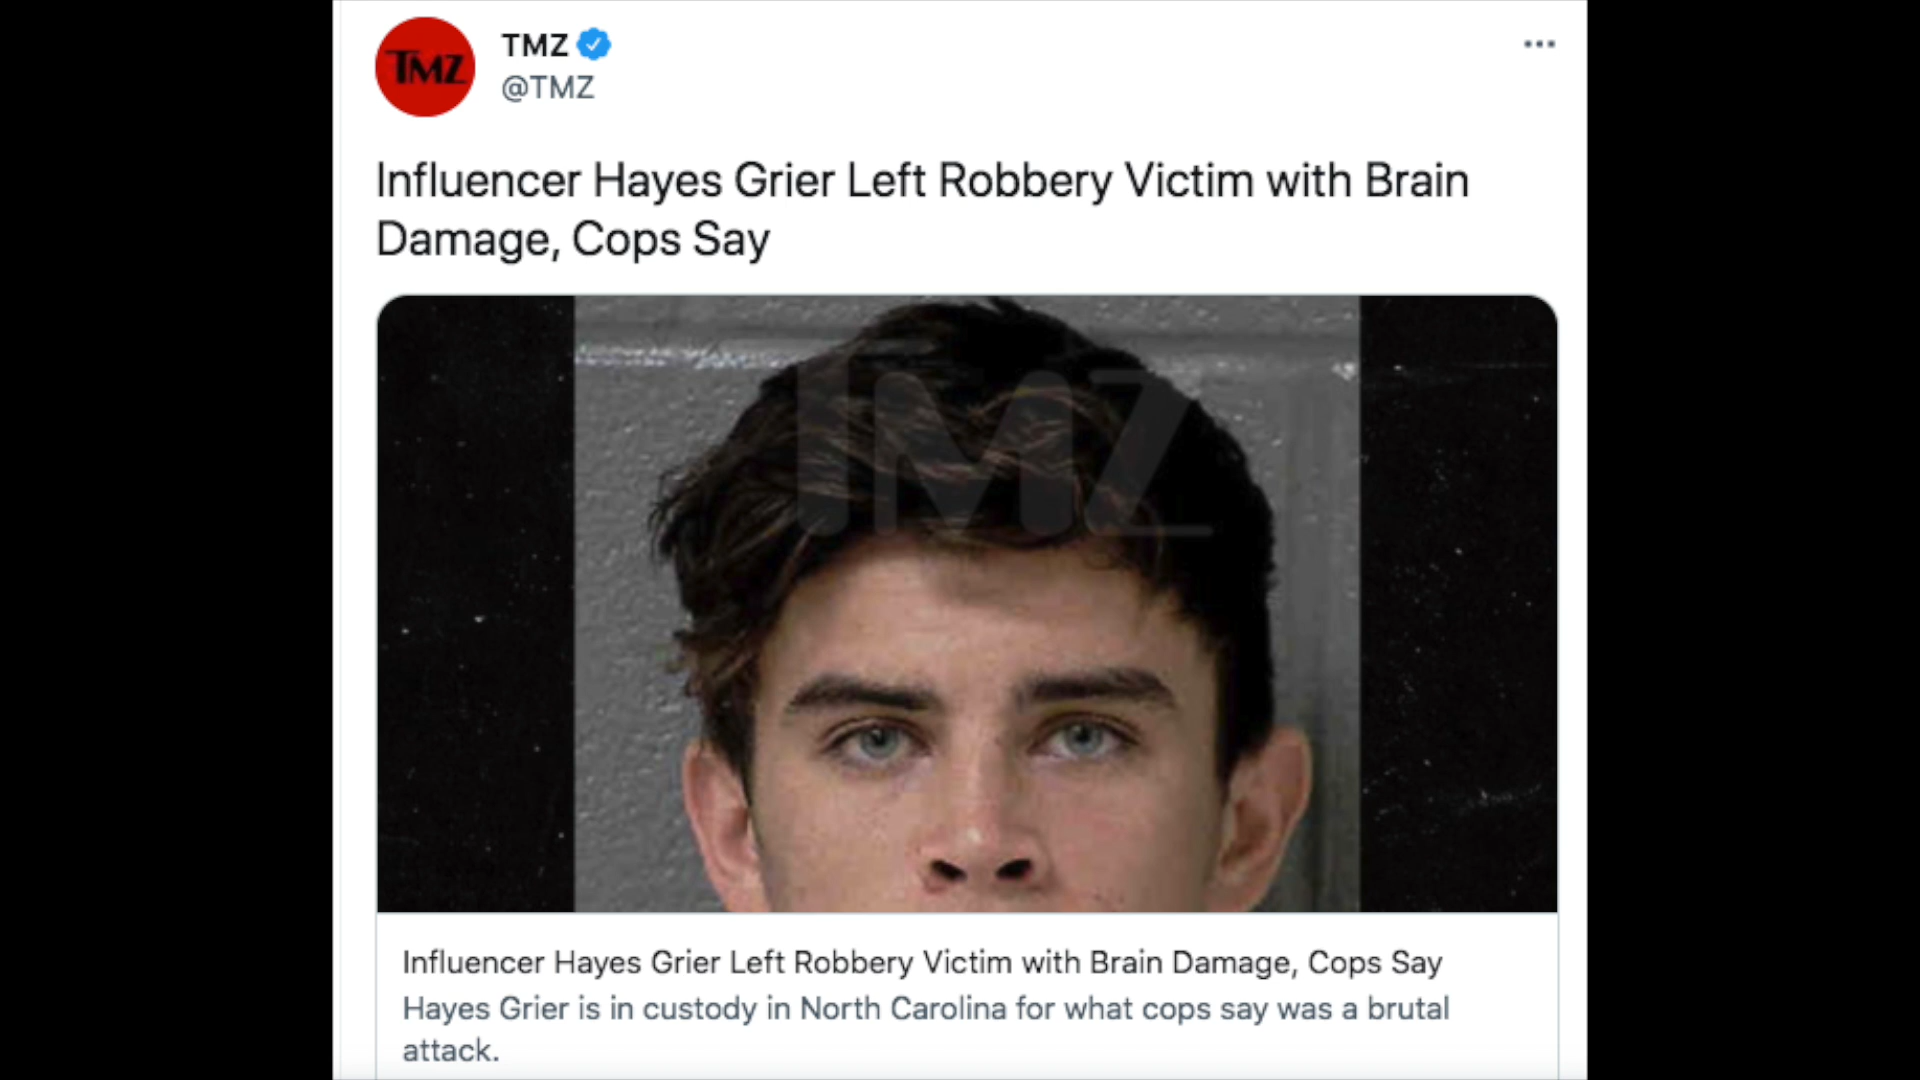 TMZ
TMZ
@TMZ
Influencer Hayes Grier Left Robbery Victim with Brain
Damage, Cops Say
TMZ
Influencer Hayes Grier Left Robbery Victim with Brain Damage, Cops Say
Hayes Grier is in custody in North Carolina for what cops say was a brutal
attack.